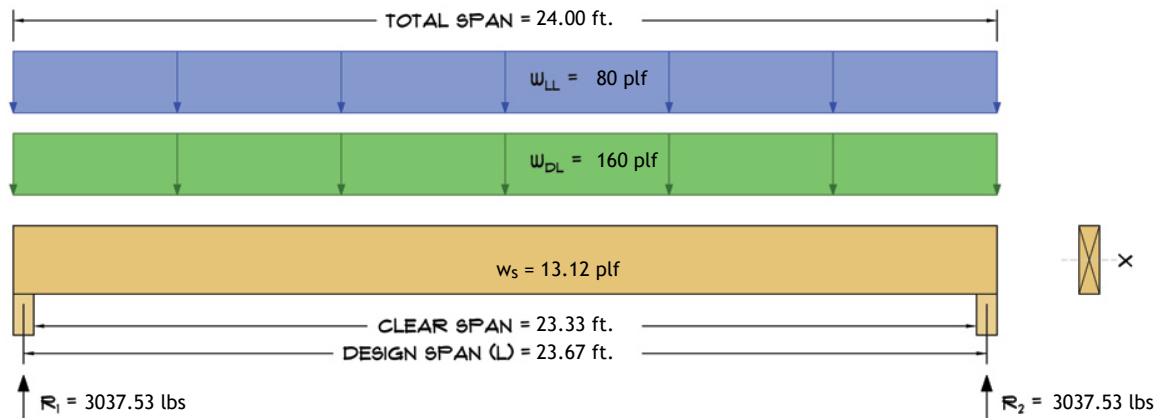 TOTAL SPAN = 24.00 ft.
wLL = 80 plf
wDL = 160 plf
ws = 13.12 plf
X
CLEAR SPAN = 23.33 ft.
DESIGN SPAN (L) = 23.67 ft.
R1 = 3037.53 lbs
R2 = 3037.53 lbs